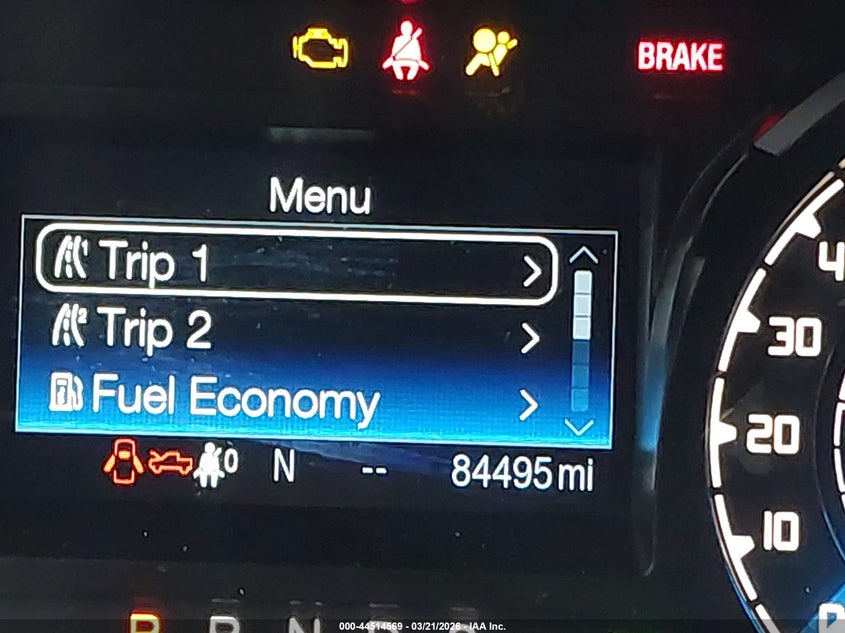 BRAKE
Menu
Trip 1
Trip 2
Fuel Economy
0 N -- 84495 mi
4
30
20
10
P R N
000-44514569 - 03/21/2026 - IAA Inc.